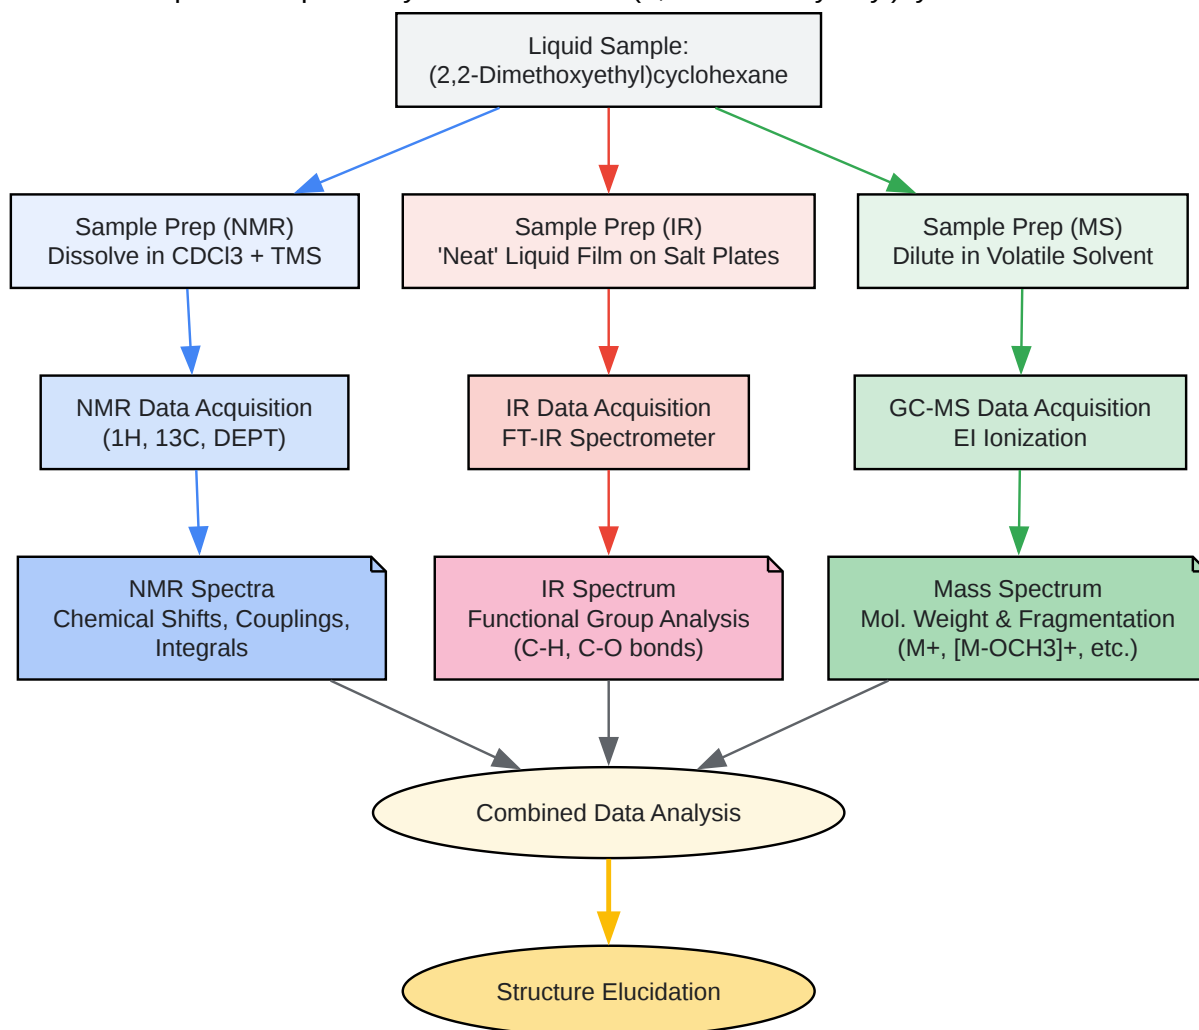 Liquid Sample:
(2,2-Dimethoxyethyl)cyclohexane
Sample Prep (NMR)
Dissolve in CDCl3 + TMS
Sample Prep (IR)
'Neat' Liquid Film on Salt Plates
Sample Prep (MS)
Dilute in Volatile Solvent
NMR Data Acquisition
(1H, 13C, DEPT)
IR Data Acquisition
FT-IR Spectrometer
GC-MS Data Acquisition
EI Ionization
NMR Spectra
Chemical Shifts, Couplings,
Integrals
IR Spectrum
Functional Group Analysis
(C-H, C-O bonds)
Mass Spectrum
Mol. Weight & Fragmentation
(M+, [M-OCH3]+, etc.)
Combined Data Analysis
Structure Elucidation